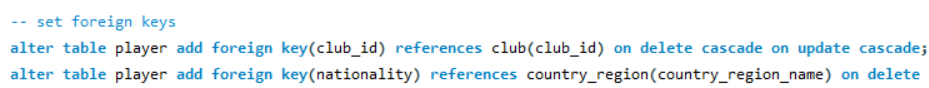 -- set foreign keys
alter table player add foreign key(club_id) references club(club_id) on delete cascade on update cascade;
alter table player add foreign key(nationality) references country_region(country_region_name) on delete